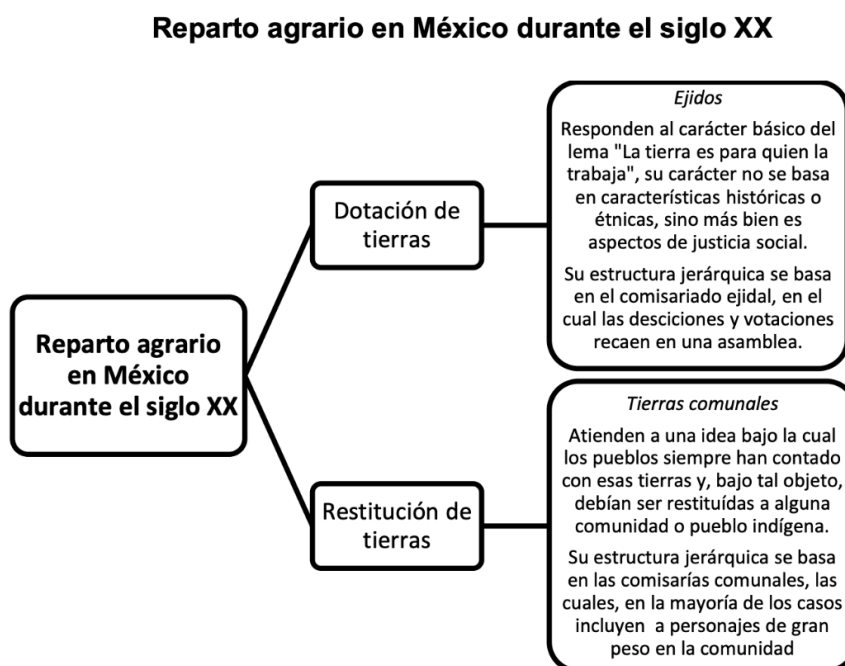 Reparto agrario en México durante el siglo XX
Reparto agrario
en México
durante el siglo XX
Dotación de
tierras
Ejidos
Responden al carácter básico del
lema "La tierra es para quien la
trabaja", su carácter no se basa
en características históricas o
étnicas, sino más bien es
aspectos de justicia social.
Su estructura jerárquica se basa
en el comisariado ejidal, en el
cual las desciciones y votaciones
recaen en una asamblea.
Restitución de
tierras
Tierras comunales
Atienden a una idea bajo la cual
los pueblos siempre han contado
con esas tierras y, bajo tal objeto,
debían ser restituídas a alguna
comunidad o pueblo indígena.
Su estructura jerárquica se basa
en las comisarías comunales, las
cuales, en la mayoría de los casos
incluyen a personajes de gran
peso en la comunidad